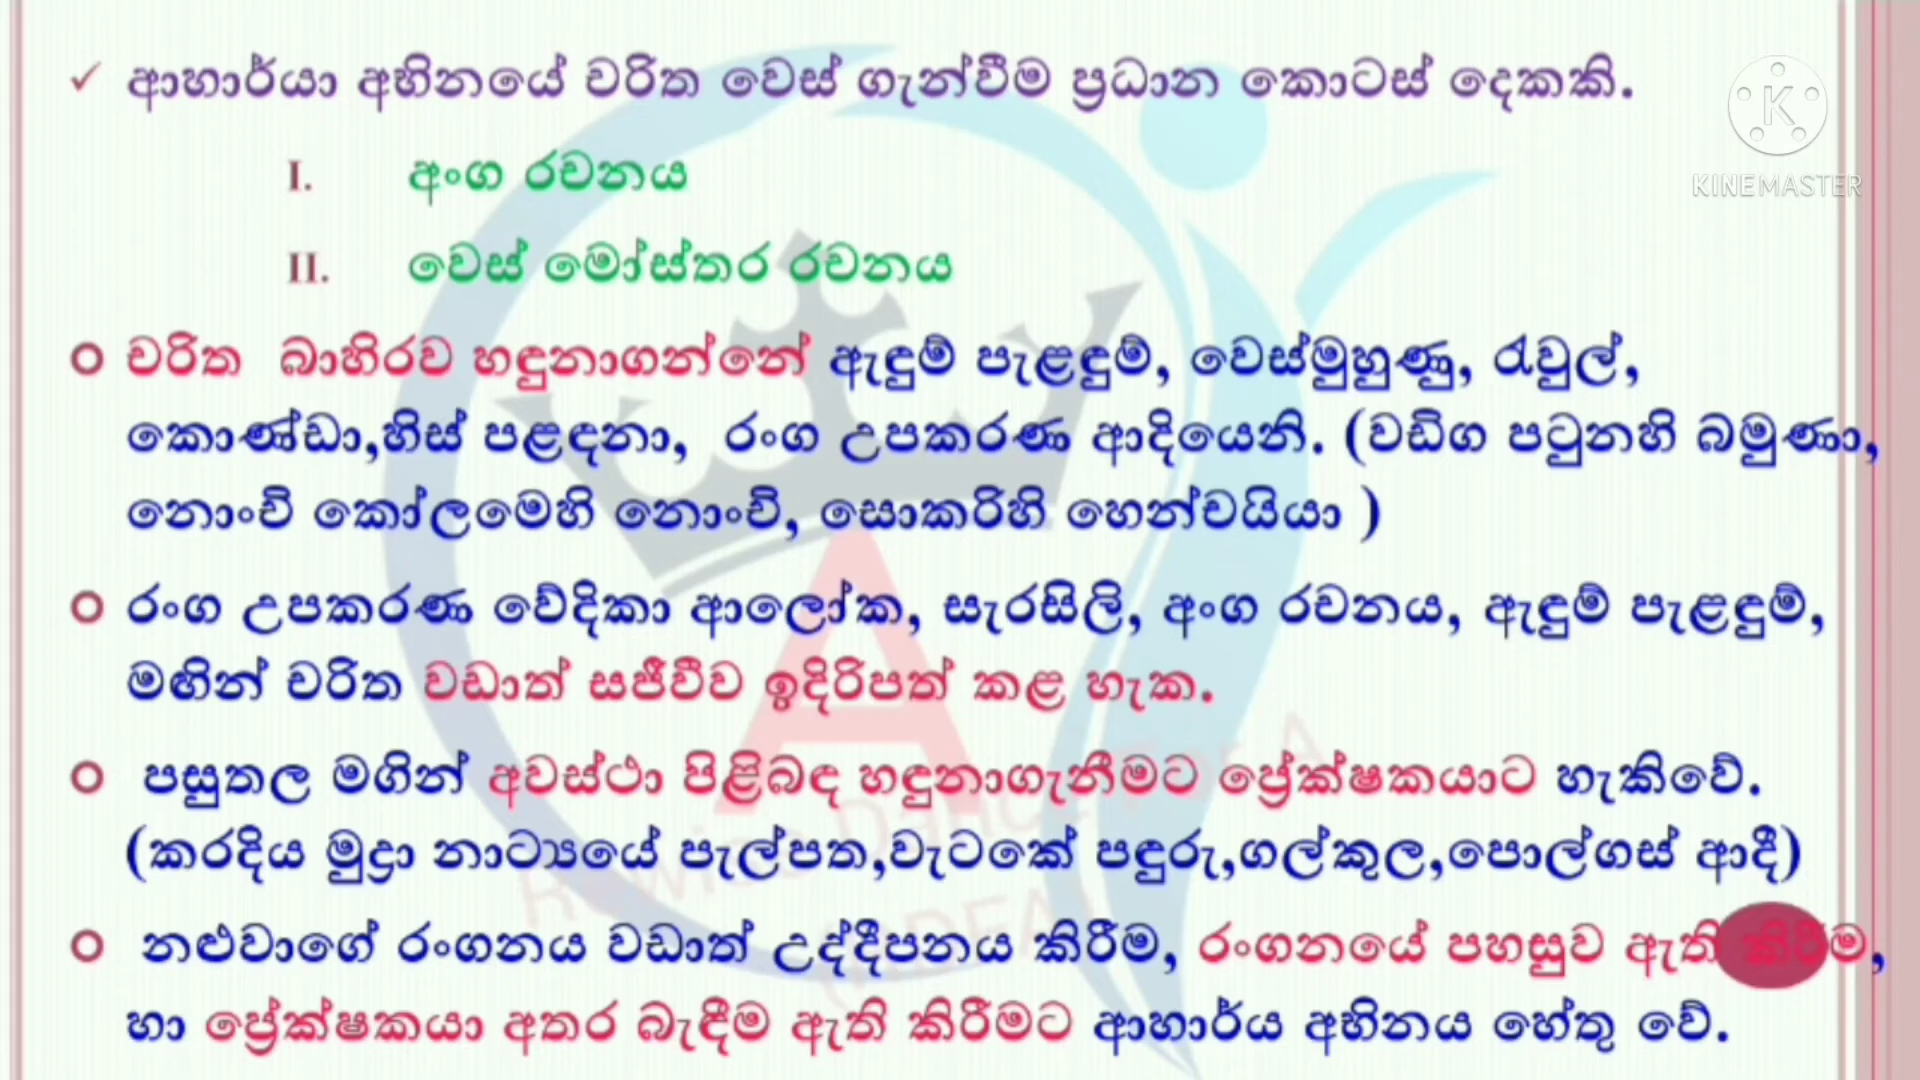 ආහාර්යා අභිනයේ චරිත වෙස් ගැන්වීම ප්‍රධාන කොටස් දෙකකි.
I. අංග රචනය
II. වෙස් මෝස්තර රචනය
චරිත බාහිරව හඳුනාගන්නේ ඇඳුම් පැළඳුම්, වෙස්මුහුණු, රැවුල්,
කොණ්ඩා,හිස් පළඳනා, රංග උපකරණ ආදියෙනි. (වඩිග පටුනහි බමුණා,
නොංචි කෝලමෙහි නොංචි, සොකරිහි හෙන්චයියා )
රංග උපකරණ වේදිකා ආලෝක, සැරසිලි, අංග රචනය, ඇඳුම් පැළඳුම්,
මඟින් චරිත වඩාත් සජීවීව ඉදිරිපත් කළ හැක.
පසුතල මගින් අවස්ථා පිළිබඳ හඳුනාගැනීමට ප්‍රේක්ෂකයාට හැකිවේ.
(කරදිය මුද්‍රා නාට්‍යයේ පැල්පත,වැටකේ පඳුරු,ගල්කුල,පොල්ගස් ආදී)
නළුවාගේ රංගනය වඩාත් උද්දීපනය කිරීම, රංගනයේ පහසුව ඇති කිරීම,
හා ප්‍රේක්ෂකයා අතර බැඳීම ඇති කිරීමට ආහාර්ය අභිනය හේතු වේ.
K
KINEMASTER